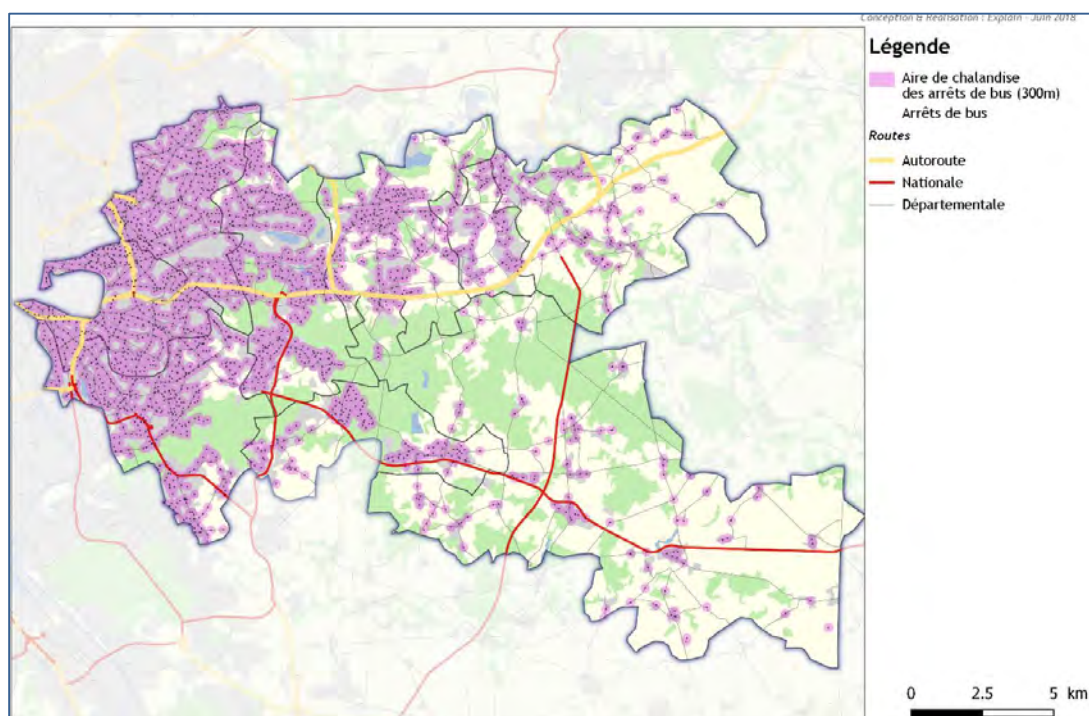 Conception & Réalisation : Explain - Juin 2018
Légende
Aire de chalandise
des arrêts de bus (300m)
Arrêts de bus
Routes
Autoroute
Nationale
Départementale
0 2.5 5 km